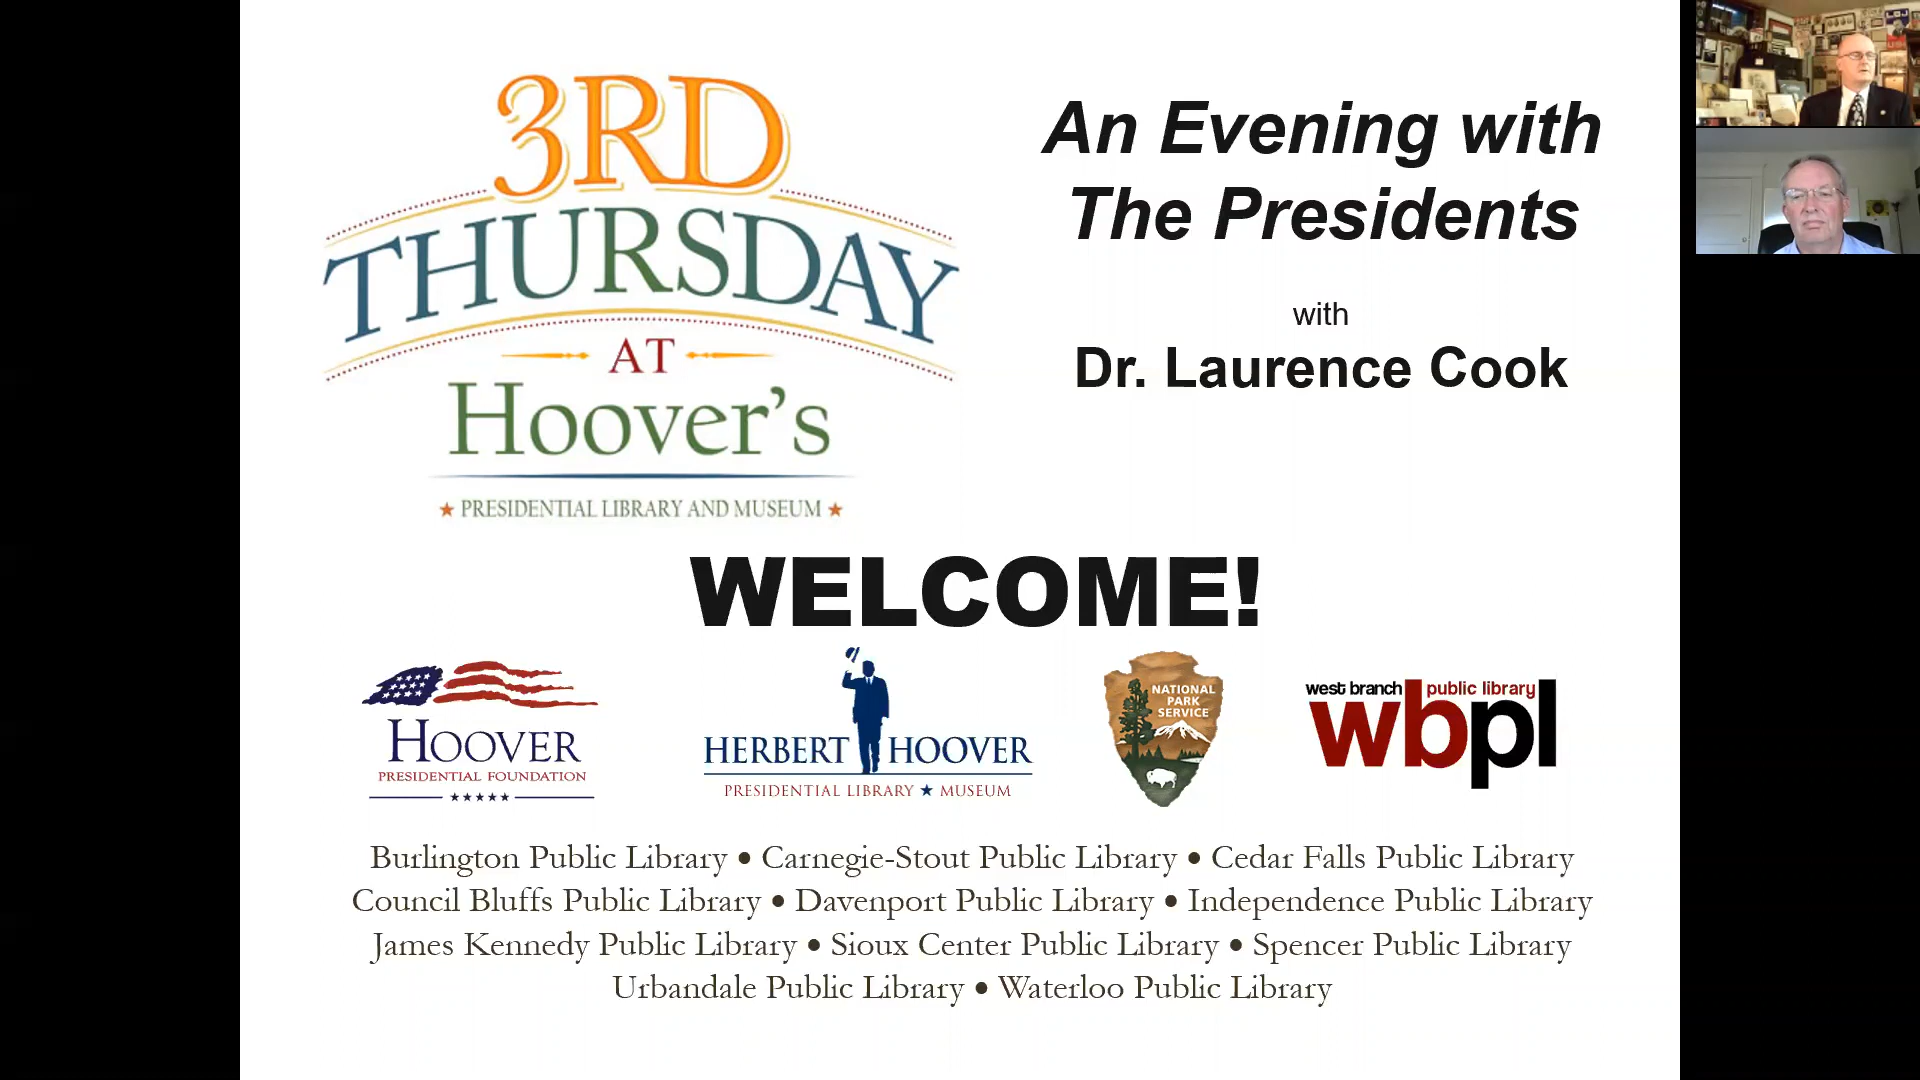 3RD
THURSDAY
AT
Hoover's
★ PRESIDENTIAL LIBRARY AND MUSEUM ★
An Evening with
The Presidents
with
Dr. Laurence Cook
WELCOME!
HOOVER
PRESIDENTIAL FOUNDATION
HERBERT HOOVER
PRESIDENTIAL LIBRARY ★ MUSEUM
NATIONAL
PARK
SERVICE
west branch public library
wbpl
Burlington Public Library • Carnegie-Stout Public Library • Cedar Falls Public Library
Council Bluffs Public Library • Davenport Public Library • Independence Public Library
James Kennedy Public Library • Sioux Center Public Library • Spencer Public Library
Urbandale Public Library • Waterloo Public Library